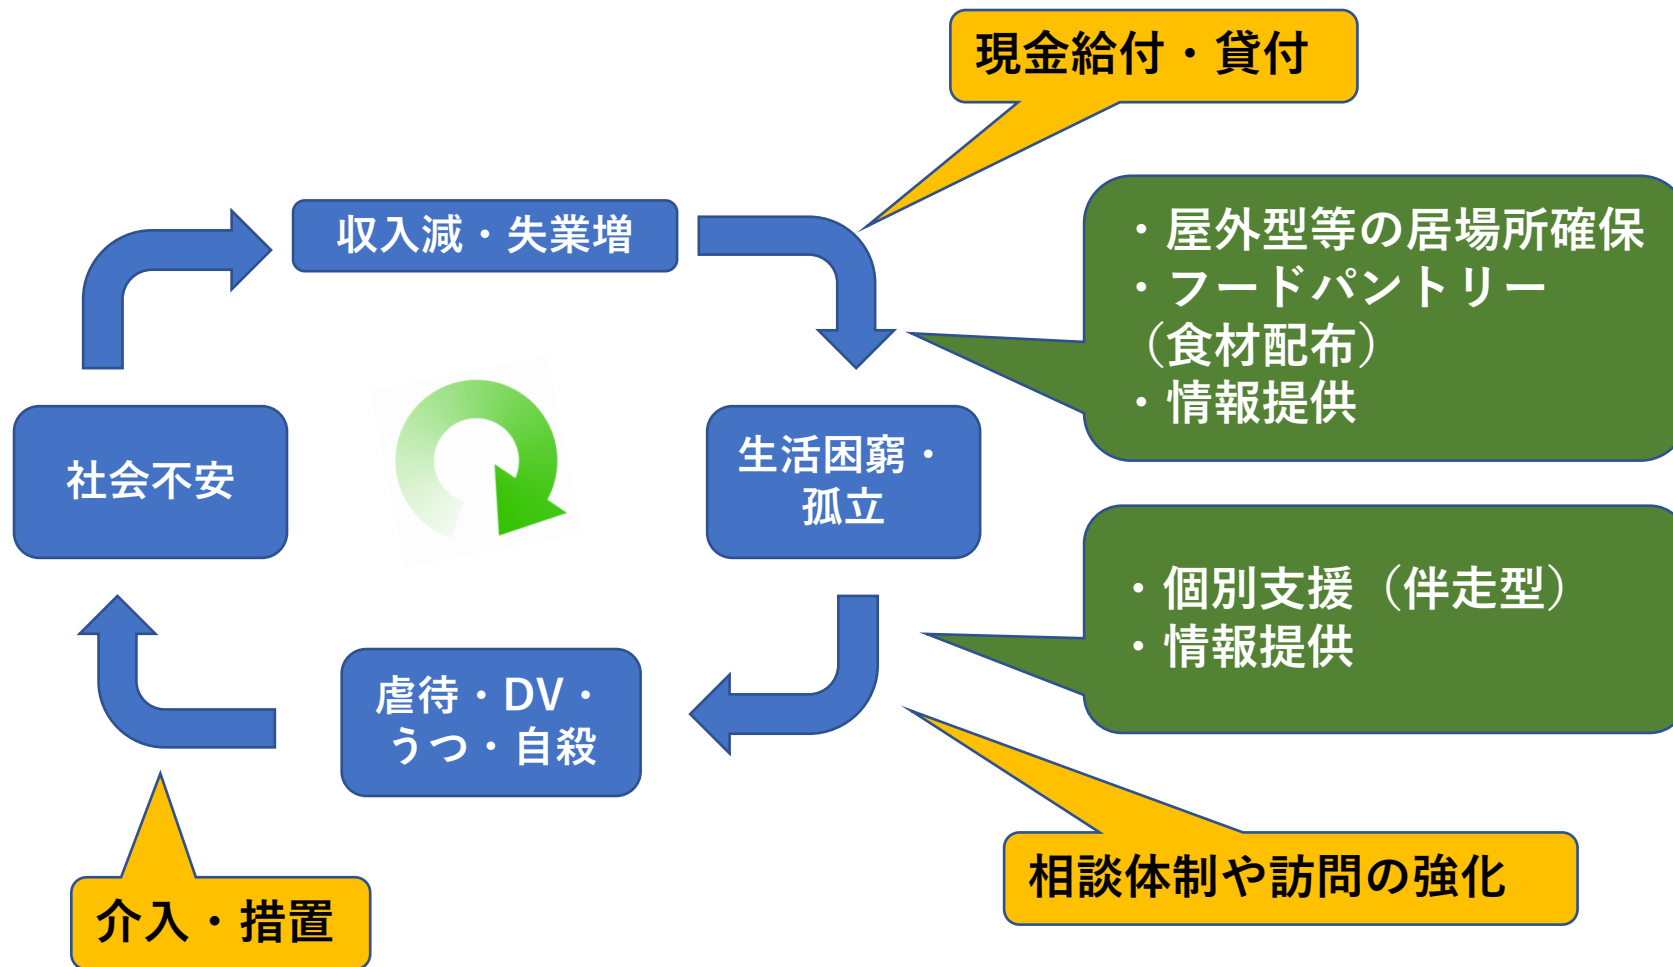 現金給付・貸付
収入減・失業増
・屋外型等の居場所確保
・フードパントリー
（食材配布）
・情報提供
社会不安
生活困窮・
孤立
・個別支援（伴走型）
・情報提供
虐待・DV・
うつ・自殺
相談体制や訪問の強化
介入・措置